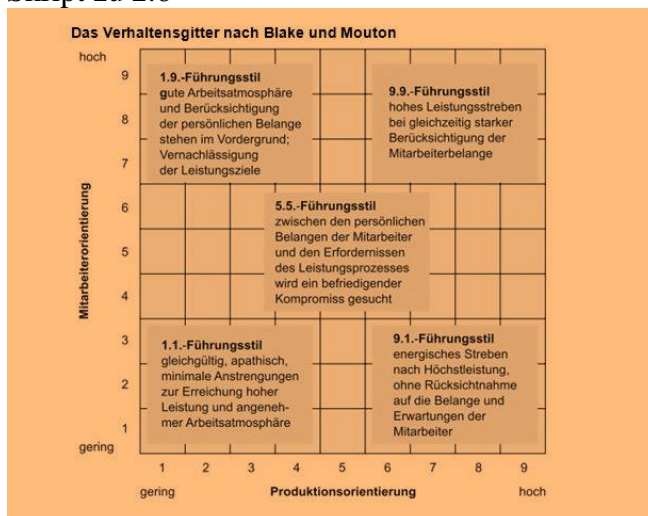 Das Verhaltensgitter nach Blake und Mouton
hoch
9
8
7
6
5
4
3
2
1
gering
Mitarbeiterorientierung
1.9.-Führungsstil
gute Arbeitsatmosphäre
und Berücksichtigung
der persönlichen Belange
stehen im Vordergrund;
Vernachlässigung
der Leistungsziele
9.9.-Führungsstil
hohes Leistungsstreben
bei gleichzeitig starker
Berücksichtigung der
Mitarbeiterbelange
5.5.-Führungsstil
zwischen den persönlichen
Belangen der Mitarbeiter
und den Erfordernissen
des Leistungsprozesses
wird ein befriedigender
Kompromiss gesucht
1.1.-Führungsstil
gleichgültig, apathisch,
minimale Anstrengungen
zur Erreichung hoher
Leistung und angeneh-
mer Arbeitsatmosphäre
9.1.-Führungsstil
energisches Streben
nach Höchstleistung,
ohne Rücksichtnahme
auf die Belange und
Erwartungen der
Mitarbeiter
1 2 3 4 5 6 7 8 9
gering Produktionsorientierung hoch